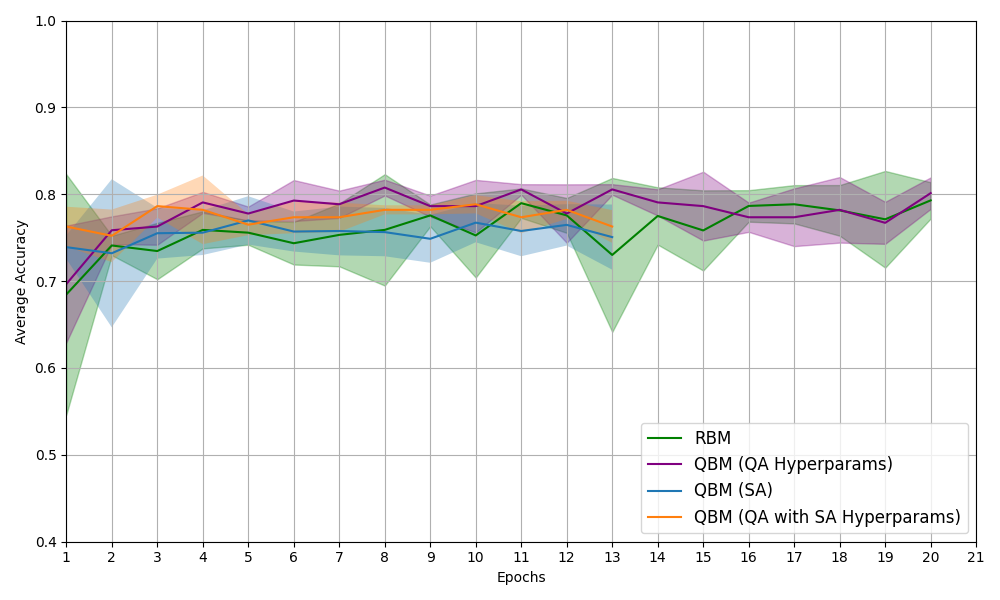 Average Accuracy
1.0
0.9
0.8
0.7
0.6
0.5
0.4
1 2 3 4 5 6 7 8 9 10 11 12 13 14 15 16 17 18 19 20 21
Epochs
RBM
QBM (QA Hyperparams)
QBM (SA)
QBM (QA with SA Hyperparams)